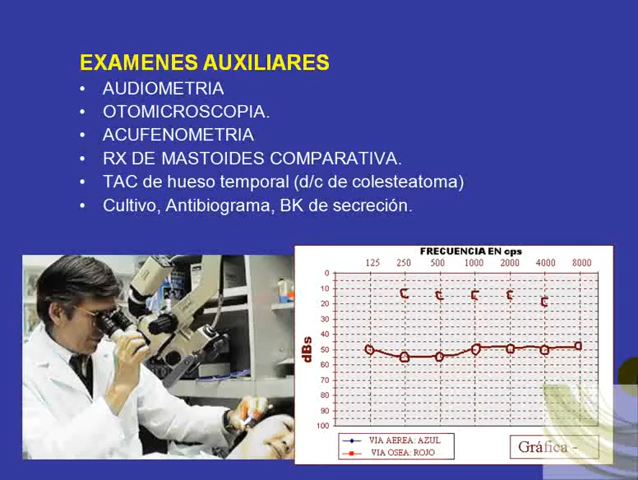 EXAMENES AUXILIARES
• AUDIOMETRIA
• OTOMICROSCOPIA.
• ACUFENOMETRIA
• RX DE MASTOIDES COMPARATIVA.
• TAC de hueso temporal (d/c de colesteatoma)
• Cultivo, Antibiograma, BK de secreción.
FRECUENCIA EN cps
125 250 500 1000 2000 4000 8000
0
10
20
30
40
50
60
70
80
90
100
dBs
VIA AEREA: AZUL
VIA OSEA: ROJO
Gráfica -